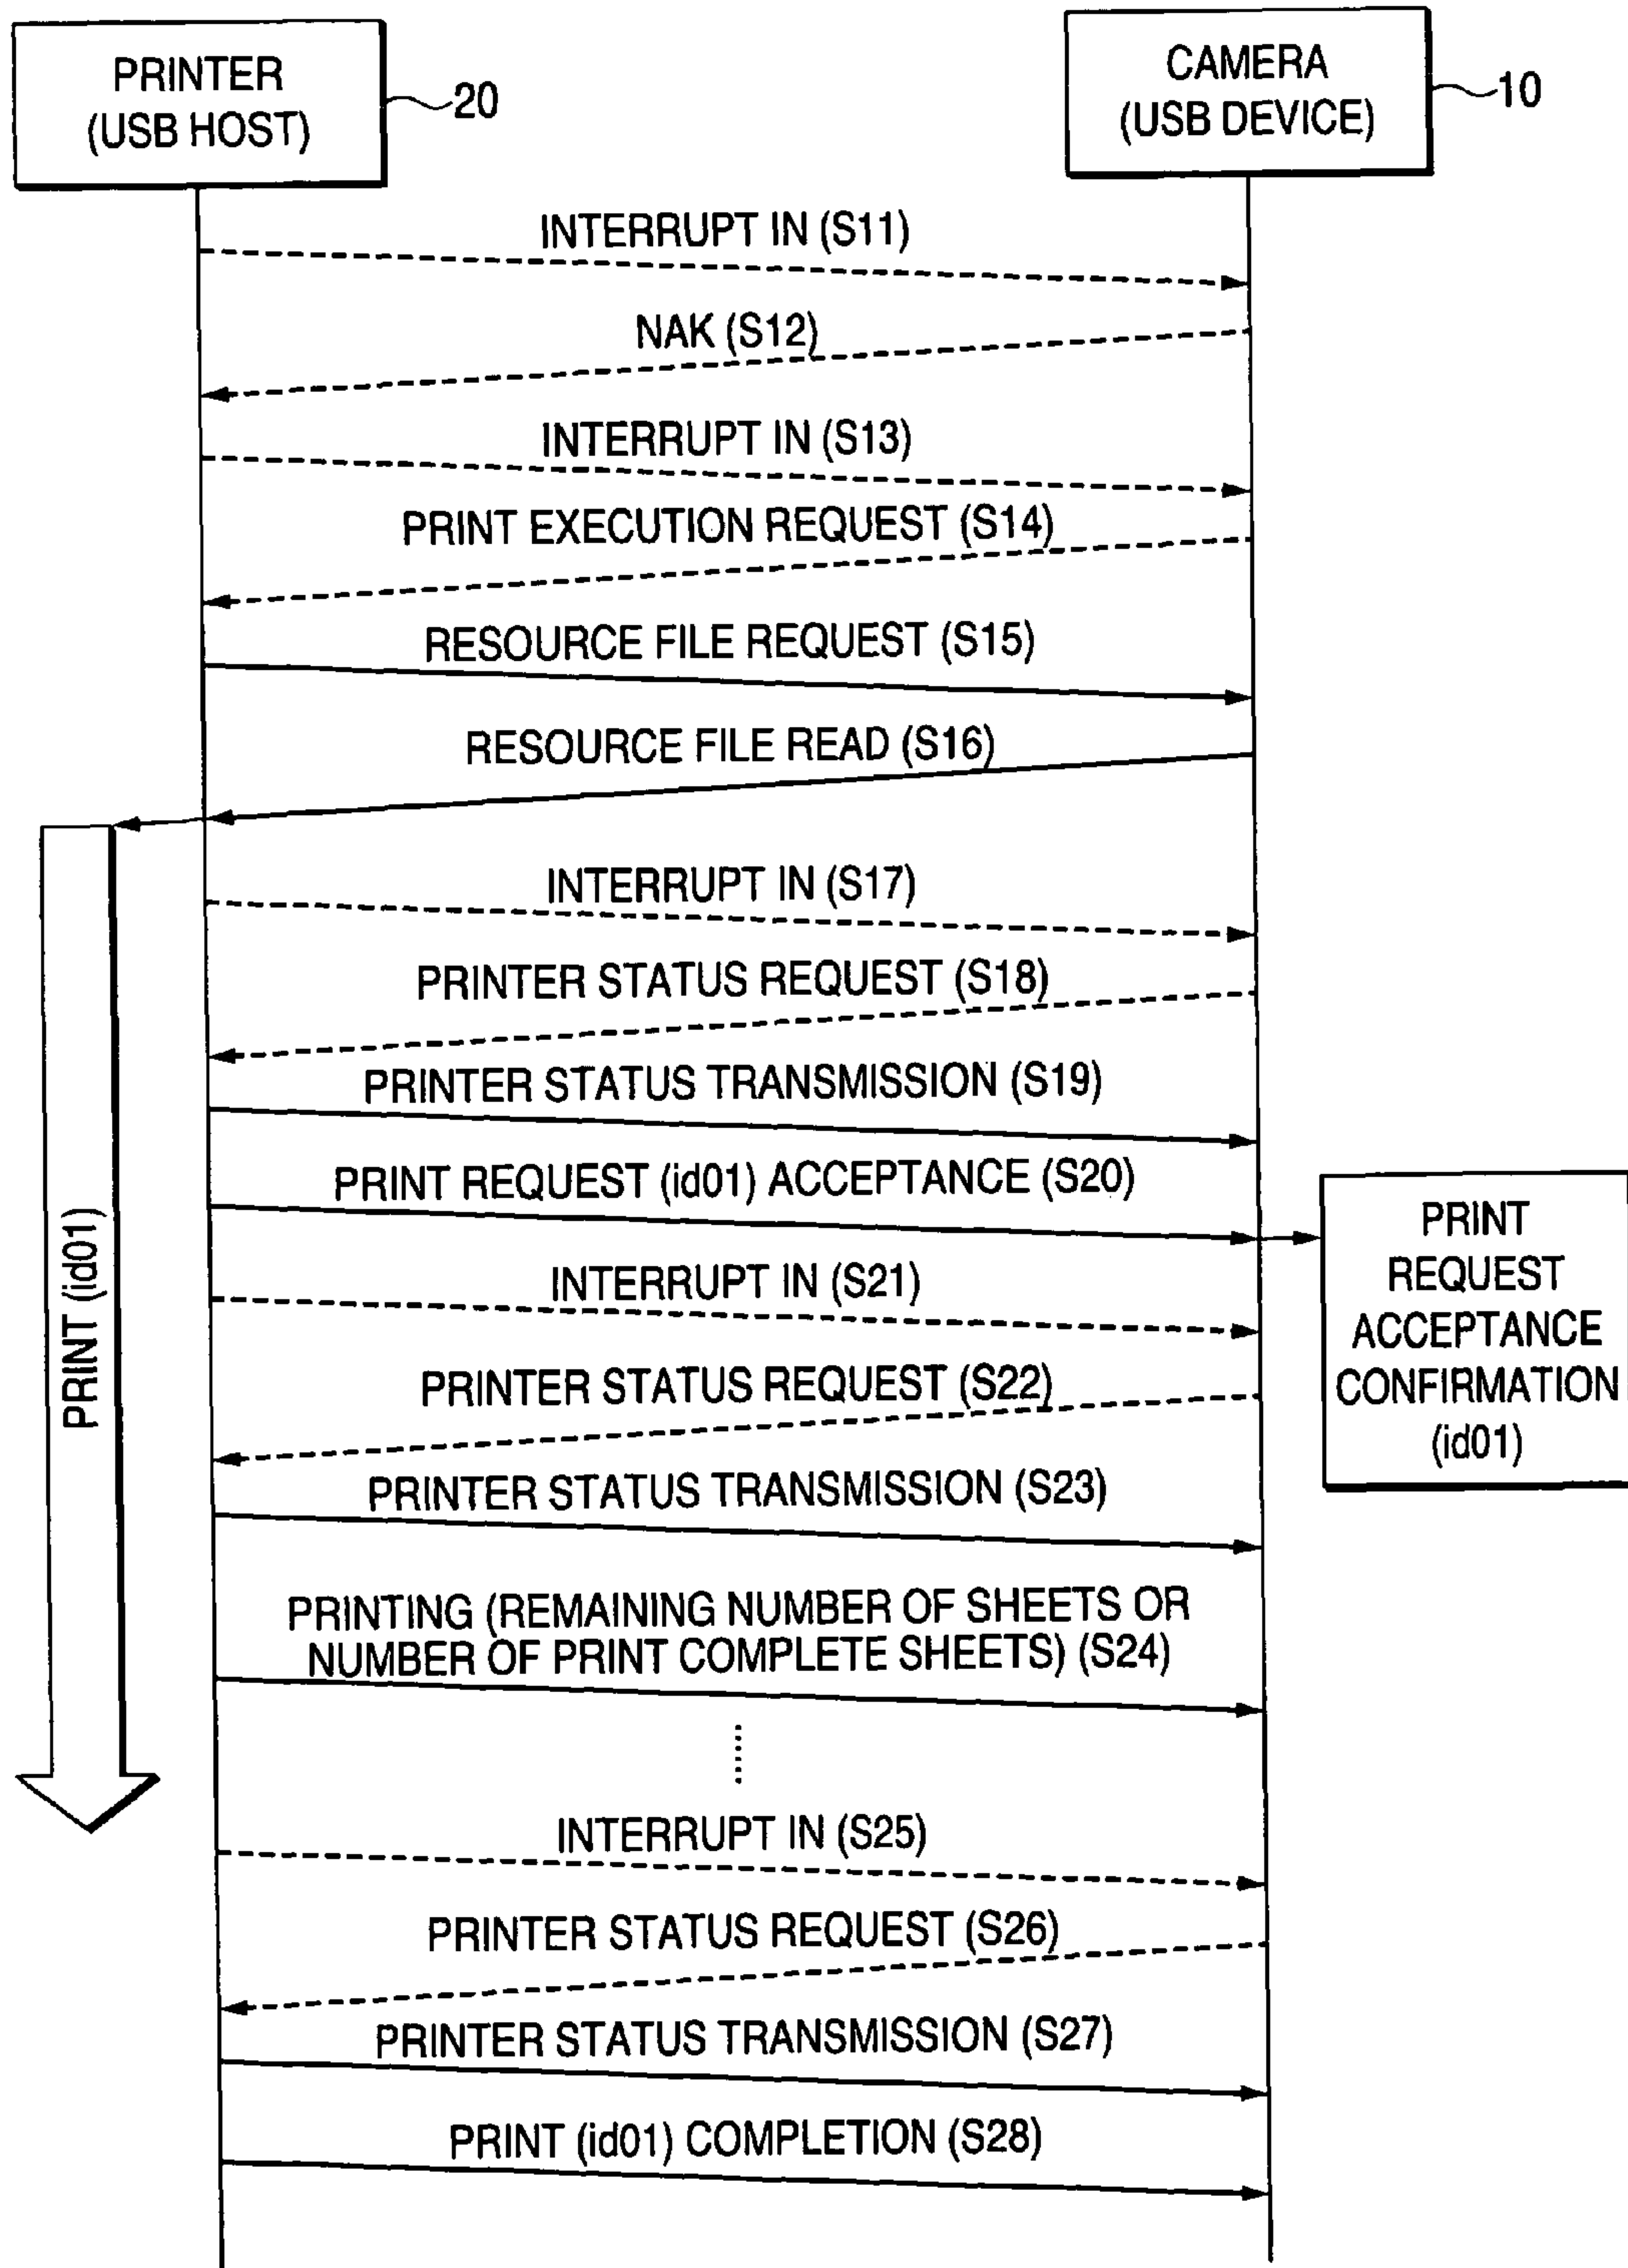 PRINTER
(USB HOST)
20
CAMERA
(USB DEVICE)
10
INTERRUPT IN (S11)
NAK (S12)
INTERRUPT IN (S13)
PRINT EXECUTION REQUEST (S14)
RESOURCE FILE REQUEST (S15)
RESOURCE FILE READ (S16)
INTERRUPT IN (S17)
PRINTER STATUS REQUEST (S18)
PRINTER STATUS TRANSMISSION (S19)
PRINT REQUEST (id01) ACCEPTANCE (S20)
PRINT
REQUEST
ACCEPTANCE
CONFIRMATION
(id01)
PRINT (id01)
INTERRUPT IN (S21)
PRINTER STATUS REQUEST (S22)
PRINTER STATUS TRANSMISSION (S23)
PRINTING (REMAINING NUMBER OF SHEETS OR
NUMBER OF PRINT COMPLETE SHEETS) (S24)
INTERRUPT IN (S25)
PRINTER STATUS REQUEST (S26)
PRINTER STATUS TRANSMISSION (S27)
PRINT (id01) COMPLETION (S28)